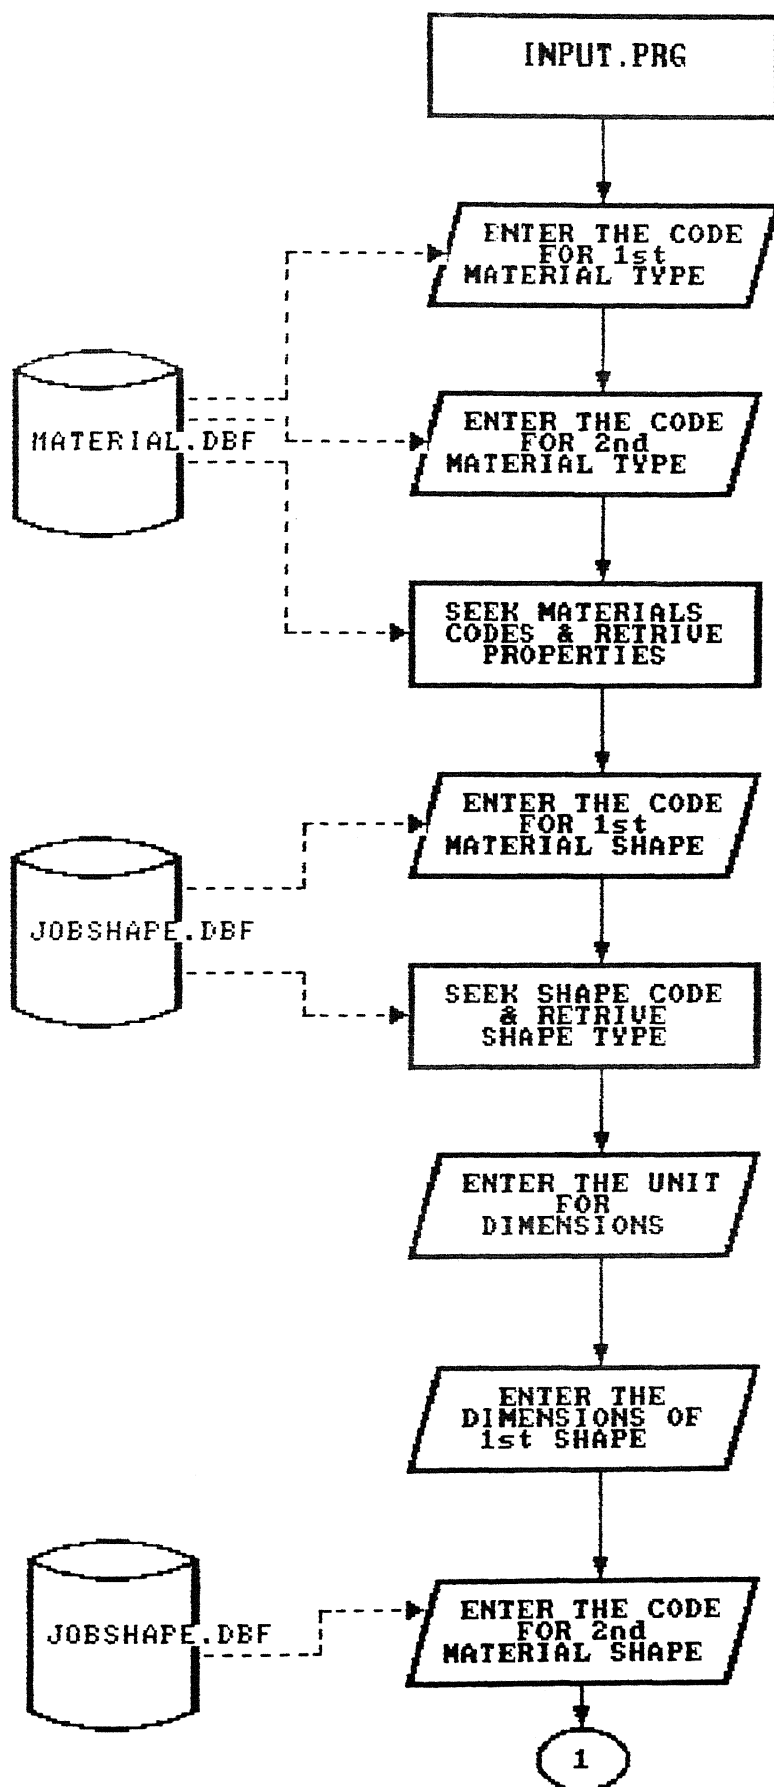 INPUT.PRG
ENTER THE CODE
FOR 1st
MATERIAL TYPE
MATERIAL.DBF
ENTER THE CODE
FOR 2nd
MATERIAL TYPE
SEEK MATERIALS
CODES & RETRIVE
PROPERTIES
ENTER THE CODE
FOR 1st
MATERIAL SHAPE
JOBSHAPE.DBF
SEEK SHAPE CODE
& RETRIVE
SHAPE TYPE
ENTER THE UNIT
FOR
DIMENSIONS
ENTER THE
DIMENSIONS OF
1st SHAPE
JOBSHAPE.DBF
ENTER THE CODE
FOR 2nd
MATERIAL SHAPE
1